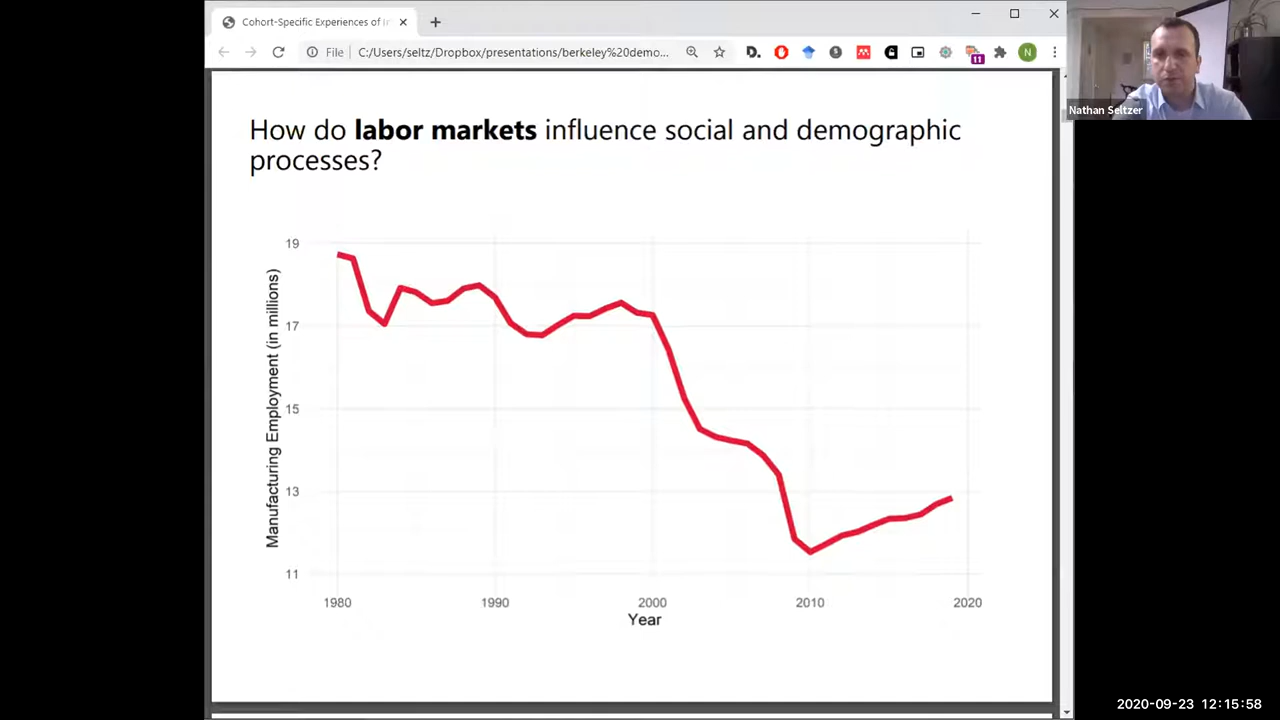 Cohort-Specific Experiences of I
File
C:/Users/seltz/Dropbox/presentations/berkeley%20demo...
D.
11
N
Nathan Seltzer
How do labor markets influence social and demographic
processes?
Manufacturing Employment (in millions)
19
17
15
13
11
1980
1990
2000
2010
2020
Year
2020-09-23 12:15:58